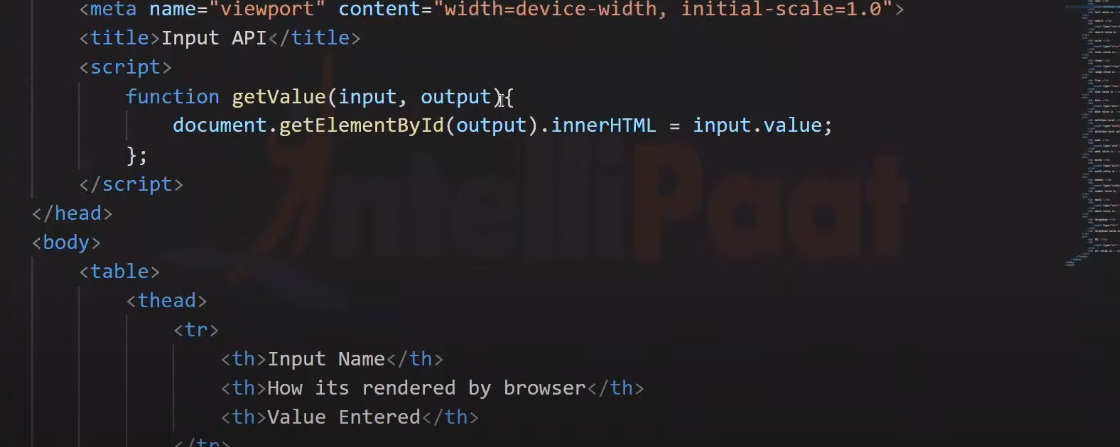 <meta name="viewport" content="width=device-width, initial-scale=1.0">
<title>Input API</title>
<script>
function getValue(input, output){
document.getElementById(output).innerHTML = input.value;
};
</script>
</head>
<body>
<table>
<thead>
<tr>
<th>Input Name</th>
<th>How its rendered by browser</th>
<th>Value Entered</th>
</tr>
IntelliPaat